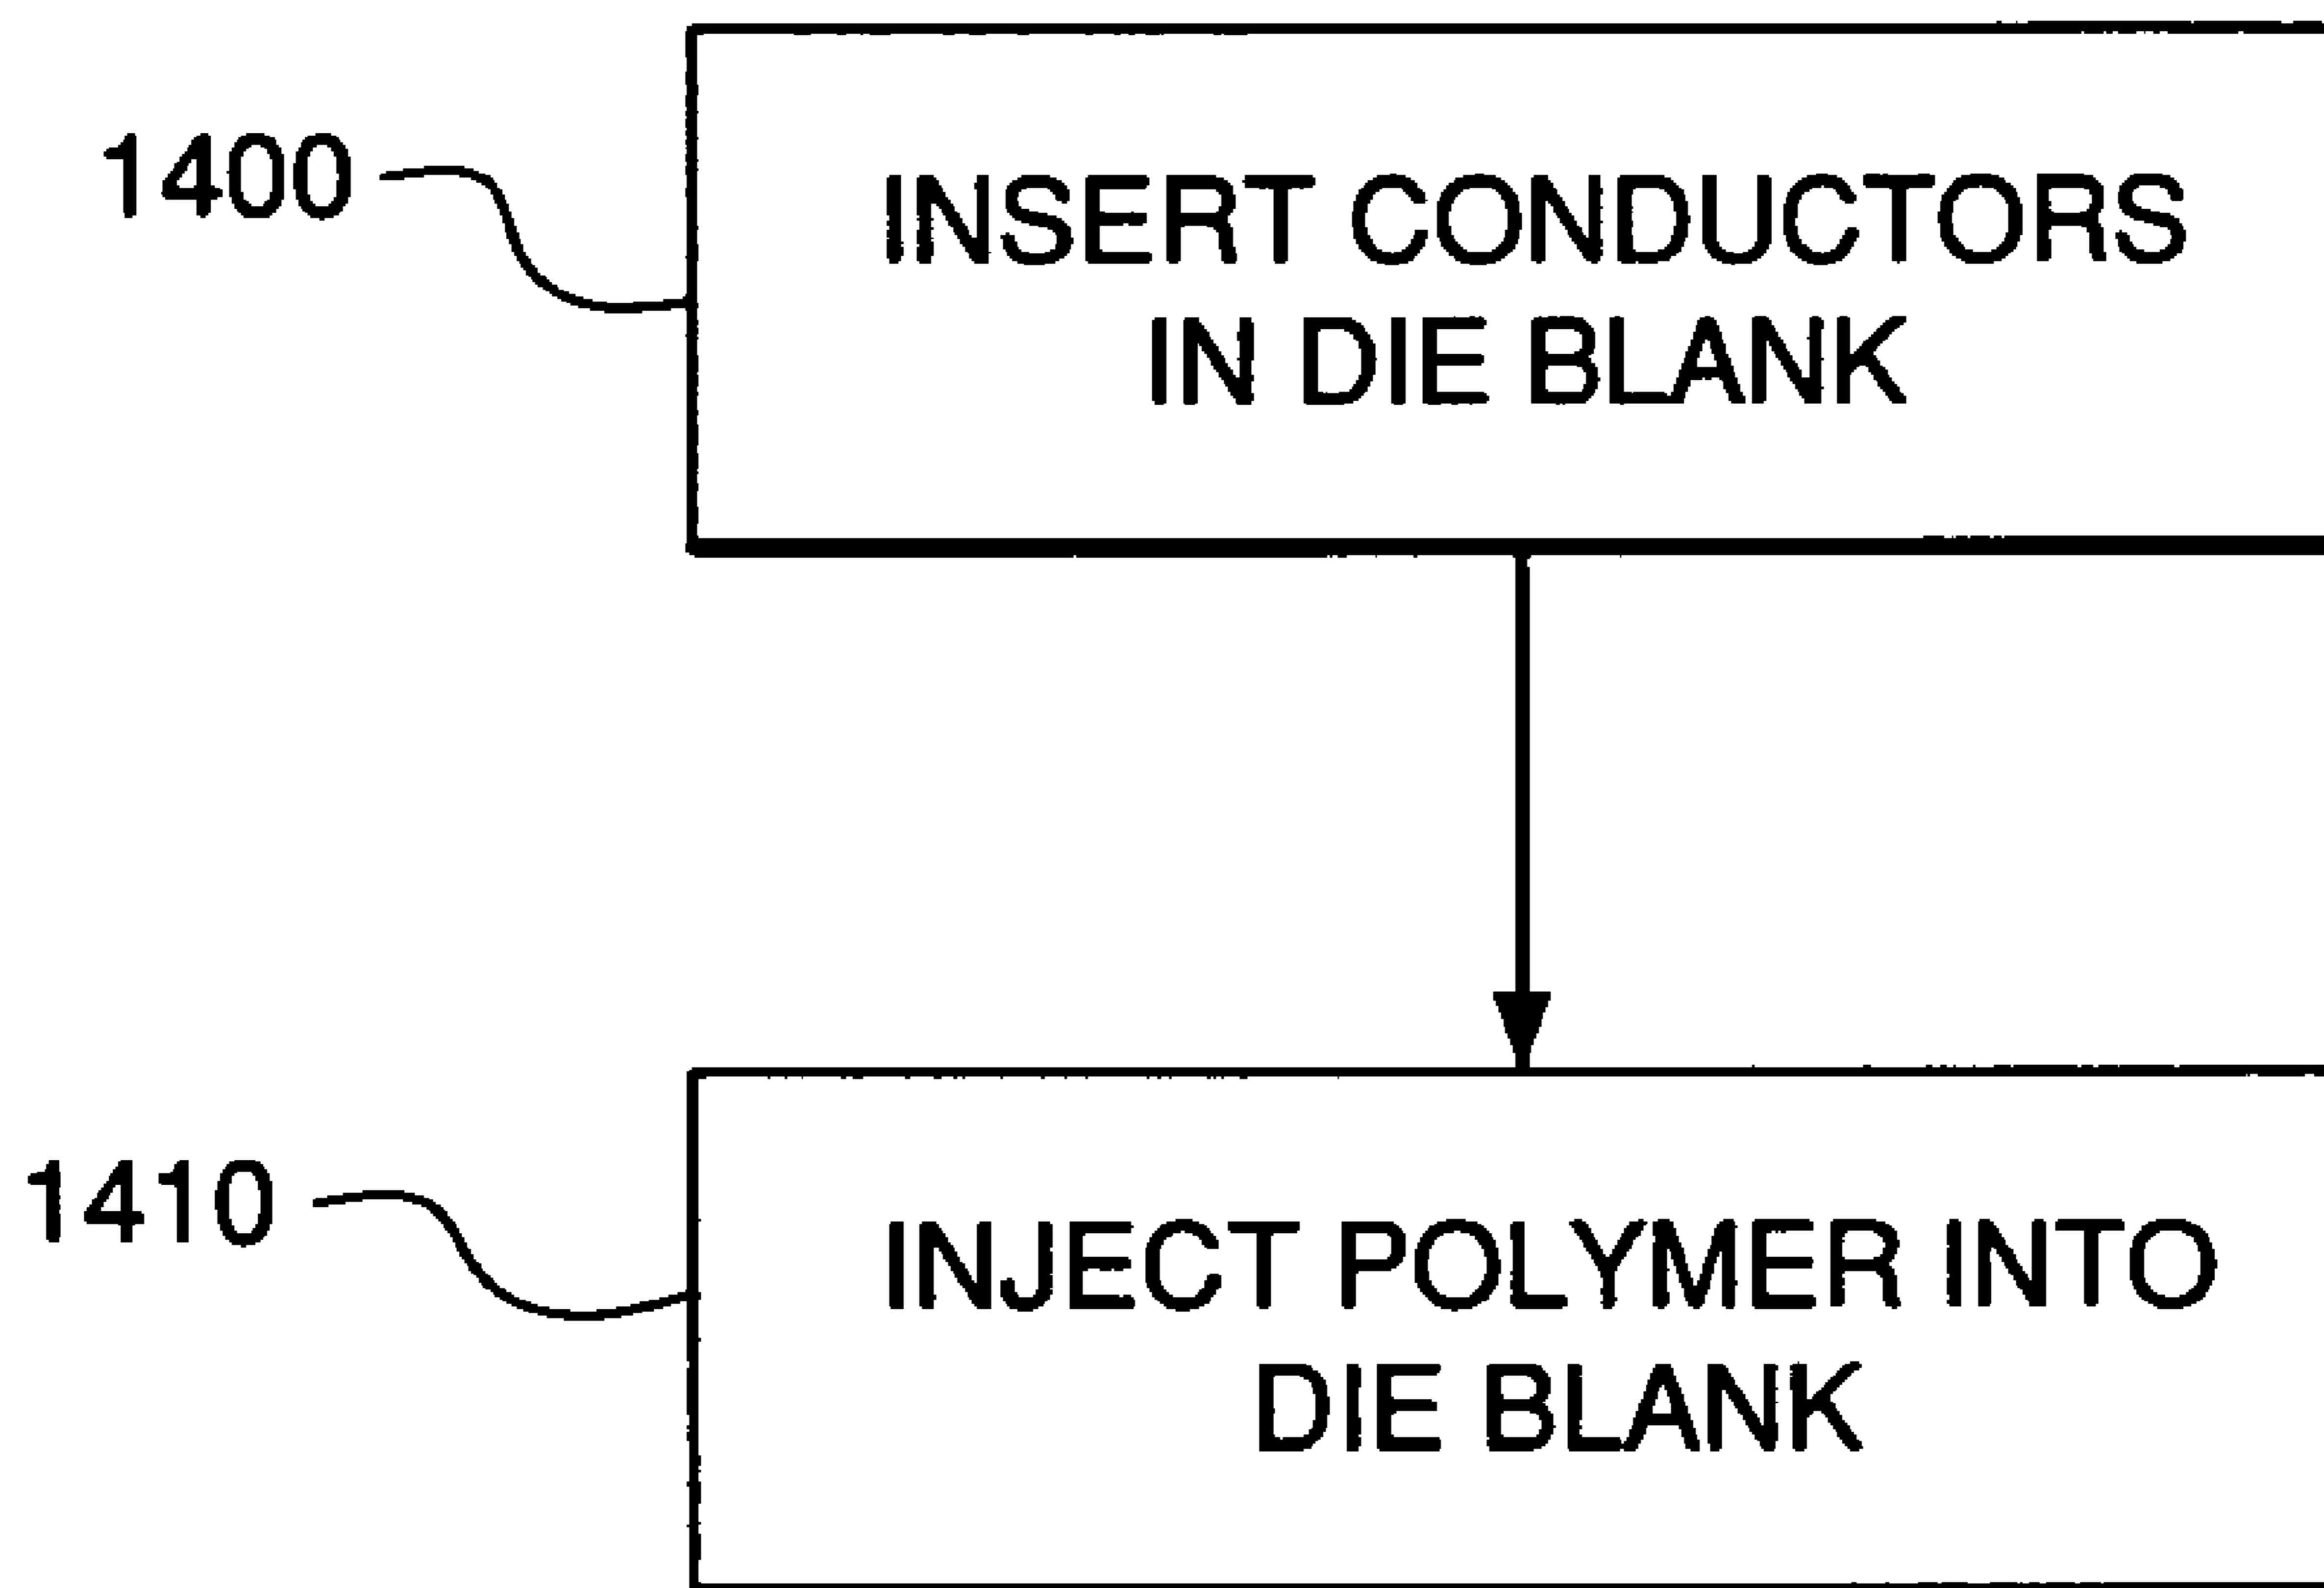 1400
INSERT CONDUCTORS
IN DIE BLANK
1410
INJECT POLYMER INTO
DIE BLANK